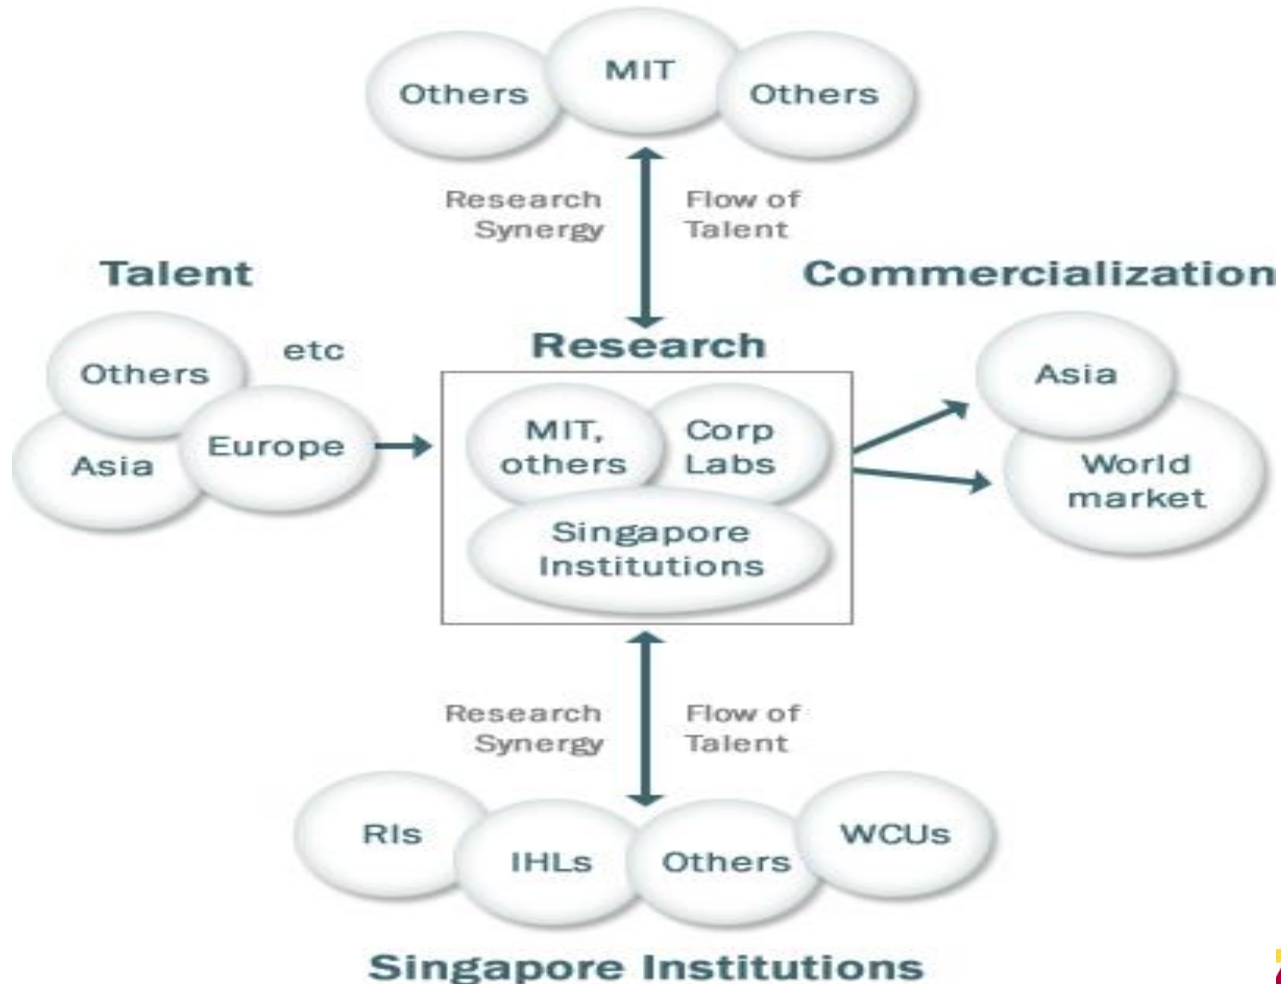 Others
MIT
Others
Research
Synergy
Flow of
Talent
Talent
Commercialization
Others
etc
Asia
Europe
Research
MIT,
others
Corp
Labs
Singapore
Institutions
Asia
World
market
Research
Synergy
Flow of
Talent
RIs
IHLs
Others
WCUs
Singapore Institutions